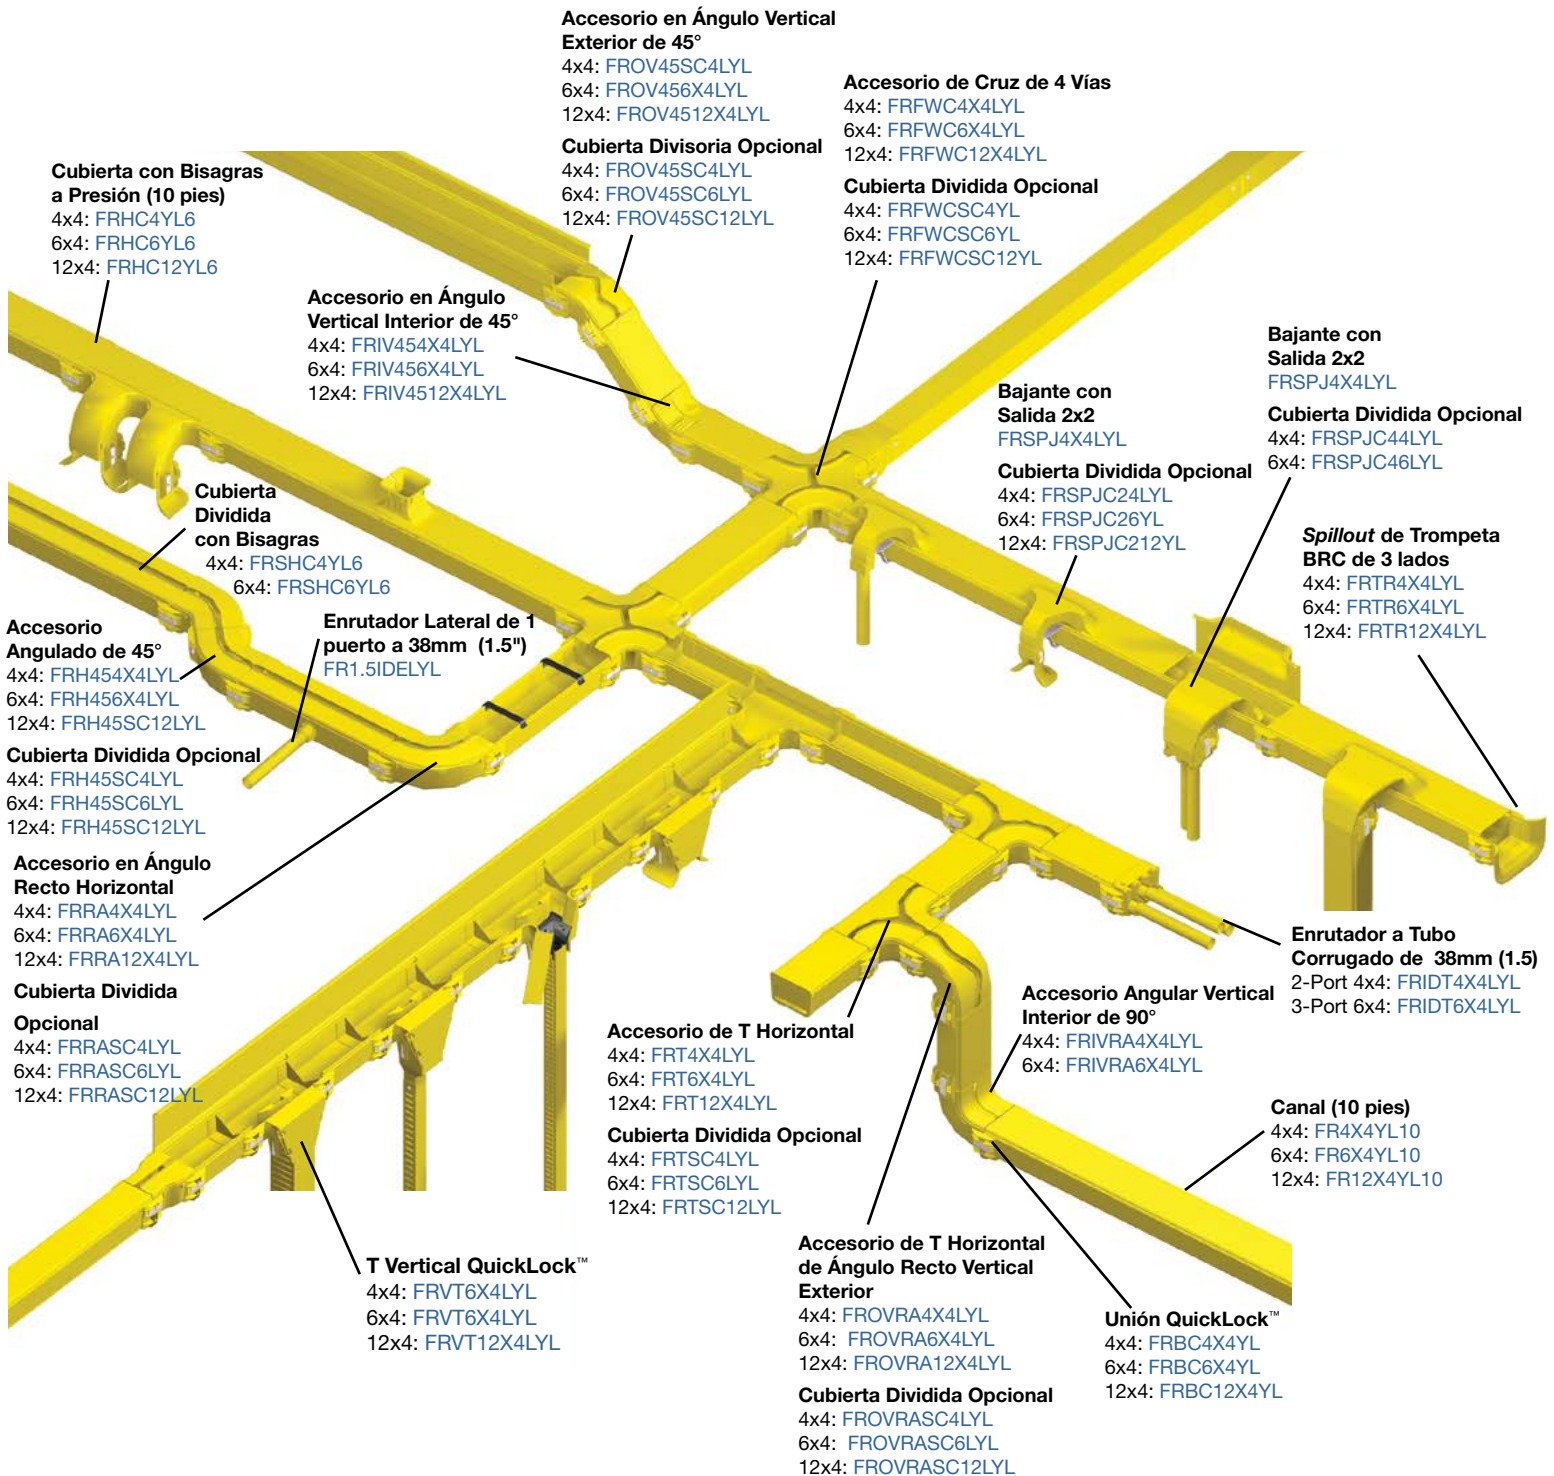 Accesorio en Ángulo Vertical
Exterior de 45°
4x4: FROV45SC4LYL
6x4: FROV456X4LYL
12x4: FROV4512X4LYL
Cubierta Divisoria Opcional
4x4: FROV45SC4LYL
6x4: FROV45SC6LYL
12x4: FROV45SC12LYL
Accesorio de Cruz de 4 Vías
4x4: FRFWC4X4LYL
6x4: FRFWC6X4LYL
12x4: FRFWC12X4LYL
Cubierta Dividida Opcional
4x4: FRFWCSC4YL
6x4: FRFWCSC6YL
12x4: FRFWCSC12YL
Cubierta con Bisagras
a Presión (10 pies)
4x4: FRHC4YL6
6x4: FRHC6YL6
12x4: FRHC12YL6
Accesorio en Ángulo
Vertical Interior de 45°
4x4: FRIV454X4LYL
6x4: FRIV456X4LYL
12x4: FRIV4512X4LYL
Bajante con
Salida 2x2
FRSPJ4X4LYL
Cubierta Dividida Opcional
4x4: FRSPJC44LYL
6x4: FRSPJC46LYL
Bajante con
Salida 2x2
FRSPJ4X4LYL
Cubierta Dividida Opcional
4x4: FRSPJC24LYL
6x4: FRSPJC26YL
12x4: FRSPJC212YL
Spillout de Trompeta
BRC de 3 lados
4x4: FRTR4X4LYL
6x4: FRTR6X4LYL
12x4: FRTR12X4LYL
Cubierta
Dividida
con Bisagras
4x4: FRSHC4YL6
6x4: FRSHC6YL6
Enrutador Lateral de 1
puerto a 38mm (1.5")
FR1.5IDELYL
Accesorio
Angulado de 45°
4x4: FRH454X4LYL
6x4: FRH456X4LYL
12x4: FRH45SC12LYL
Cubierta Dividida Opcional
4x4: FRH45SC4LYL
6x4: FRH45SC6LYL
12x4: FRH45SC12LYL
Accesorio en Ángulo
Recto Horizontal
4x4: FRRA4X4LYL
6x4: FRRA6X4LYL
12x4: FRRA12X4LYL
Cubierta Dividida
Opcional
4x4: FRRASC4LYL
6x4: FRRASC6LYL
12x4: FRRASC12LYL
Enrutador a Tubo
Corrugado de 38mm (1.5)
2-Port 4x4: FRIDT4X4LYL
3-Port 6x4: FRIDT6X4LYL
Accesorio Angular Vertical
Interior de 90°
4x4: FRIVRA4X4LYL
6x4: FRIVRA6X4LYL
Accesorio de T Horizontal
4x4: FRT4X4LYL
6x4: FRT6X4LYL
12x4: FRT12X4LYL
Cubierta Dividida Opcional
4x4: FRTSC4LYL
6x4: FRTSC6LYL
12x4: FRTSC12LYL
Canal (10 pies)
4x4: FR4X4YL10
6x4: FR6X4YL10
12x4: FR12X4YL10
T Vertical QuickLock™
4x4: FRVT6X4LYL
6x4: FRVT6X4LYL
12x4: FRVT12X4LYL
Accesorio de T Horizontal
de Ángulo Recto Vertical
Exterior
4x4: FROVRA4X4LYL
6x4: FROVRA6X4LYL
12x4: FROVRA12X4LYL
Cubierta Dividida Opcional
4x4: FROVRASC4LYL
6x4: FROVRASC6LYL
12x4: FROVRASC12LYL
Unión QuickLock™
4x4: FRBC4X4YL
6x4: FRBC6X4YL
12x4: FRBC12X4YL